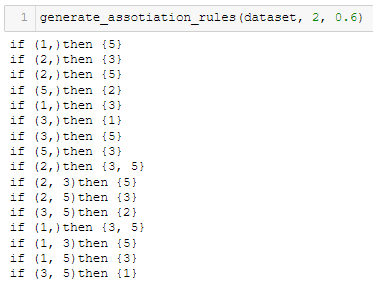 1 generate_assotiation_rules(dataset, 2, 0.6)
if (1,)then {5}
if (2,)then {3}
if (2,)then {5}
if (5,)then {2}
if (1,)then {3}
if (3,)then {1}
if (3,)then {5}
if (5,)then {3}
if (2,)then {3, 5}
if (2, 3)then {5}
if (2, 5)then {3}
if (3, 5)then {2}
if (1,)then {3, 5}
if (1, 3)then {5}
if (1, 5)then {3}
if (3, 5)then {1}